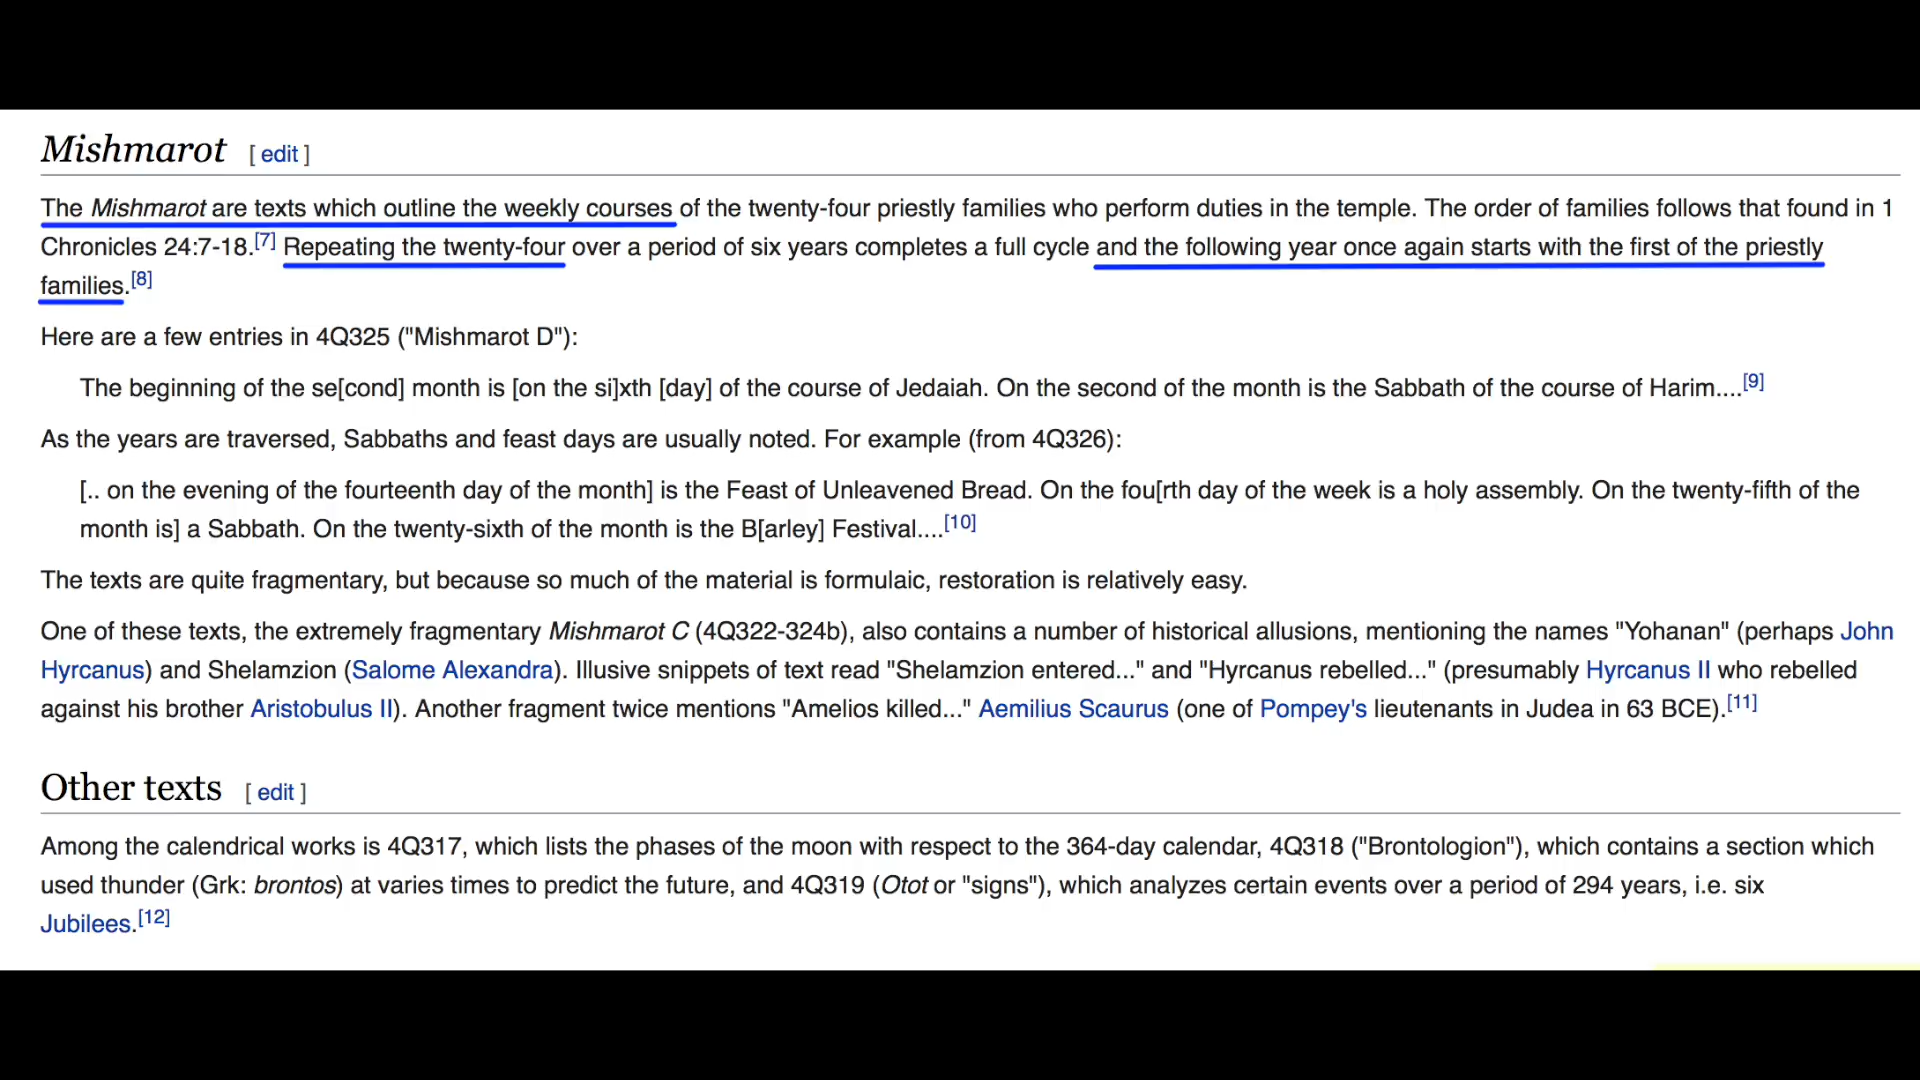 Mishmarot [ edit ]
The Mishmarot are texts which outline the weekly courses of the twenty-four priestly families who perform duties in the temple. The order of families follows that found in 1
Chronicles 24:7-18.[7] Repeating the twenty-four over a period of six years completes a full cycle and the following year once again starts with the first of the priestly
families.[8]
Here are a few entries in 4Q325 ("Mishmarot D"):
The beginning of the se[cond] month is [on the si]xth [day] of the course of Jedaiah. On the second of the month is the Sabbath of the course of Harim....[9]
As the years are traversed, Sabbaths and feast days are usually noted. For example (from 4Q326):
[.. on the evening of the fourteenth day of the month] is the Feast of Unleavened Bread. On the fou[rth day of the week is a holy assembly. On the twenty-fifth of the
month is] a Sabbath. On the twenty-sixth of the month is the B[arley] Festival....[10]
The texts are quite fragmentary, but because so much of the material is formulaic, restoration is relatively easy.
One of these texts, the extremely fragmentary Mishmarot C (4Q322-324b), also contains a number of historical allusions, mentioning the names "Yohanan" (perhaps John
Hyrcanus) and Shelamzion (Salome Alexandra). Illusive snippets of text read "Shelamzion entered..." and "Hyrcanus rebelled..." (presumably Hyrcanus II who rebelled
against his brother Aristobulus II). Another fragment twice mentions "Amelios killed..." Aemilius Scaurus (one of Pompey's lieutenants in Judea in 63 BCE).[11]
Other texts [ edit ]
Among the calendrical works is 4Q317, which lists the phases of the moon with respect to the 364-day calendar, 4Q318 ("Brontologion"), which contains a section which
used thunder (Grk: brontos) at varies times to predict the future, and 4Q319 (Otot or "signs"), which analyzes certain events over a period of 294 years, i.e. six
Jubilees.[12]